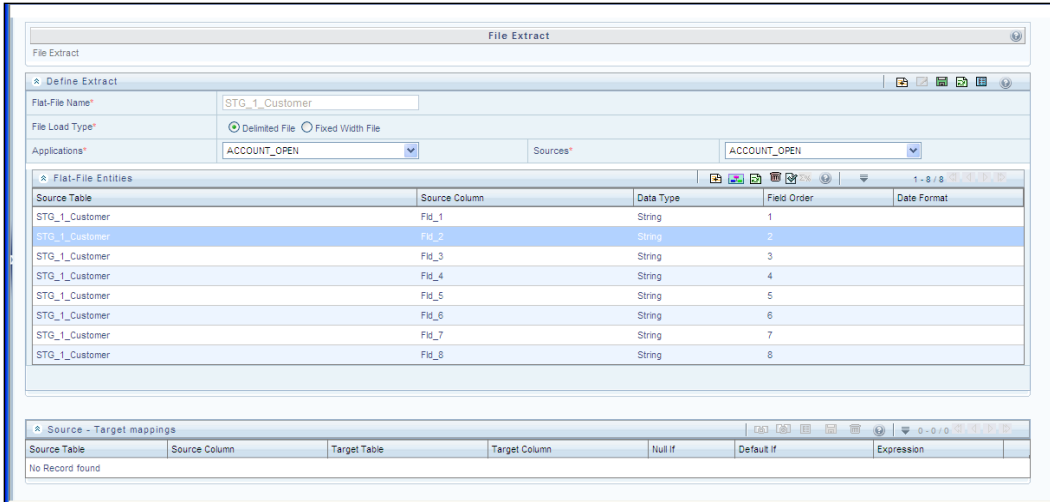 File Extract
File Extract
Define Extract
Flat-File Name*
STG_1_Customer
File Load Type*
Delimited File Fixed Width File
Applications* ACCOUNT_OPEN Sources* ACCOUNT_OPEN
Flat-File Entities 1 - 8 / 8
Source Table Source Column Data Type Field Order Date Format
STG_1_Customer Fld_1 String 1
STG_1_Customer Fld_2 String 2
STG_1_Customer Fld_3 String 3
STG_1_Customer Fld_4 String 4
STG_1_Customer Fld_5 String 5
STG_1_Customer Fld_6 String 6
STG_1_Customer Fld_7 String 7
STG_1_Customer Fld_8 String 8
Source - Target mappings 0 - 0 / 0
Source Table Source Column Target Table Target Column Null If Default If Expression
No Record found